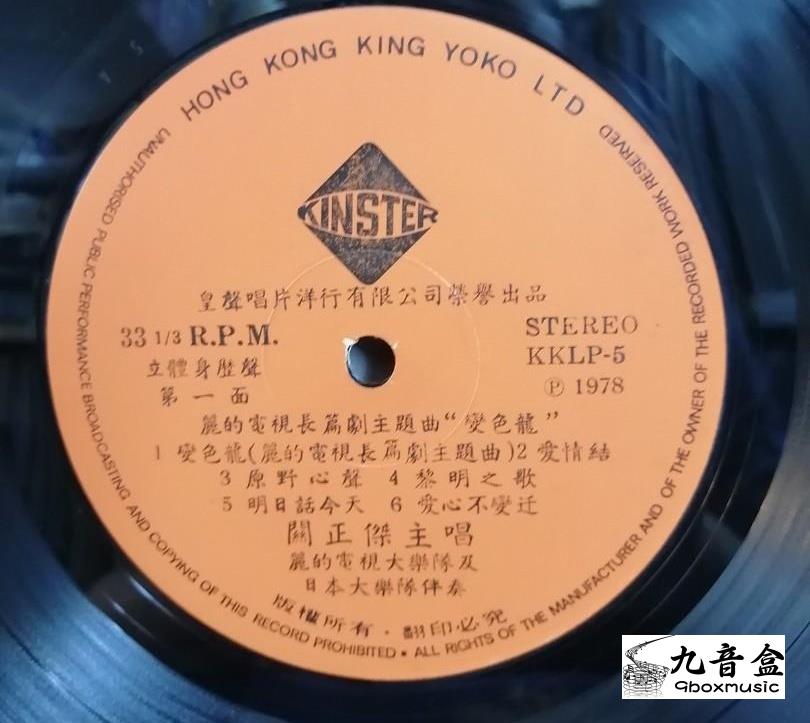 HONG KONG KING YOKO LTD
KINSTER
皇聲唱片洋行有限公司榮譽出品
33 1/3 R.P.M.
STEREO
立體身歷聲
KKLP-5
第一面
Ⓟ 1978
麗的電視長篇劇主題曲“變色龍”
1 變色龍(麗的電視長篇劇主題曲)2 愛情結
3 原野心聲 4 黎明之歌
5 明日話今天 6 愛心不變迁
關正傑主唱
麗的電視大樂隊及
日本大樂隊伴奏
版權所有·翻印必究
UNAUTHORISED PUBLIC PERFORMANCE BROADCASTING AND COPYING OF THIS RECORD PROHIBITED • ALL RIGHTS OF THE MANUFACTURER AND OF THE OWNER OF THE RECORDED WORK RESERVED
九音盒
9boxmusic